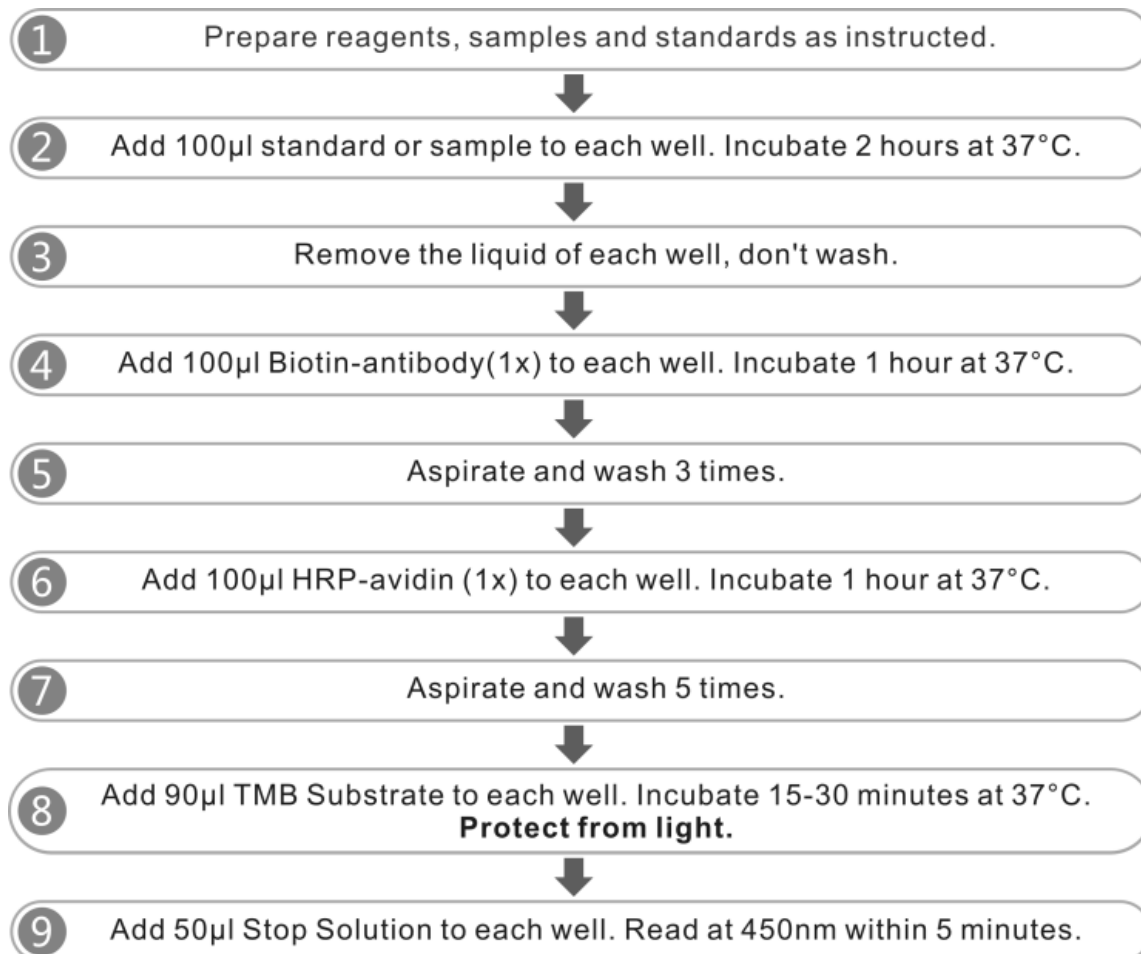 1 Prepare reagents, samples and standards as instructed.
2 Add 100μl standard or sample to each well. Incubate 2 hours at 37°C.
3 Remove the liquid of each well, don't wash.
4 Add 100μl Biotin-antibody(1x) to each well. Incubate 1 hour at 37°C.
5 Aspirate and wash 3 times.
6 Add 100μl HRP-avidin (1x) to each well. Incubate 1 hour at 37°C.
7 Aspirate and wash 5 times.
8 Add 90μl TMB Substrate to each well. Incubate 15-30 minutes at 37°C.
Protect from light.
9 Add 50μl Stop Solution to each well. Read at 450nm within 5 minutes.